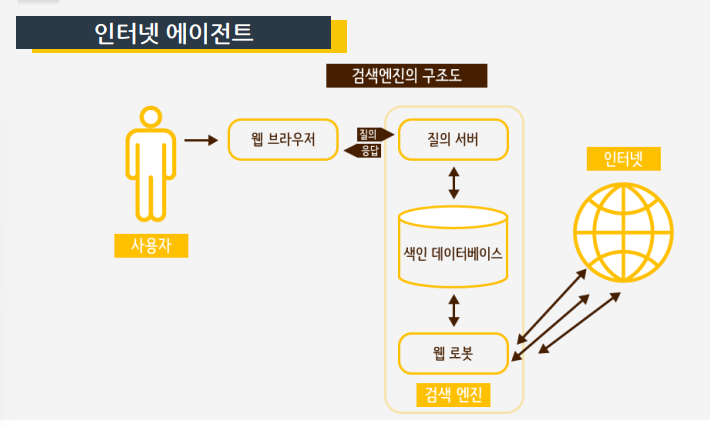 인터넷 에이전트
검색엔진의 구조도
웹 브라우저
질의
응답
질의 서버
인터넷
사용자
색인 데이터베이스
웹 로봇
검색 엔진